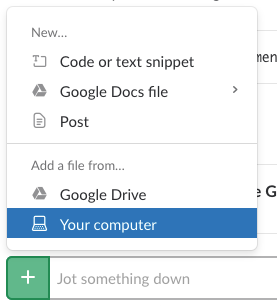 New...
Code or text snippet
Google Docs file
Post
Add a file from...
Google Drive
Your computer
Jot something down